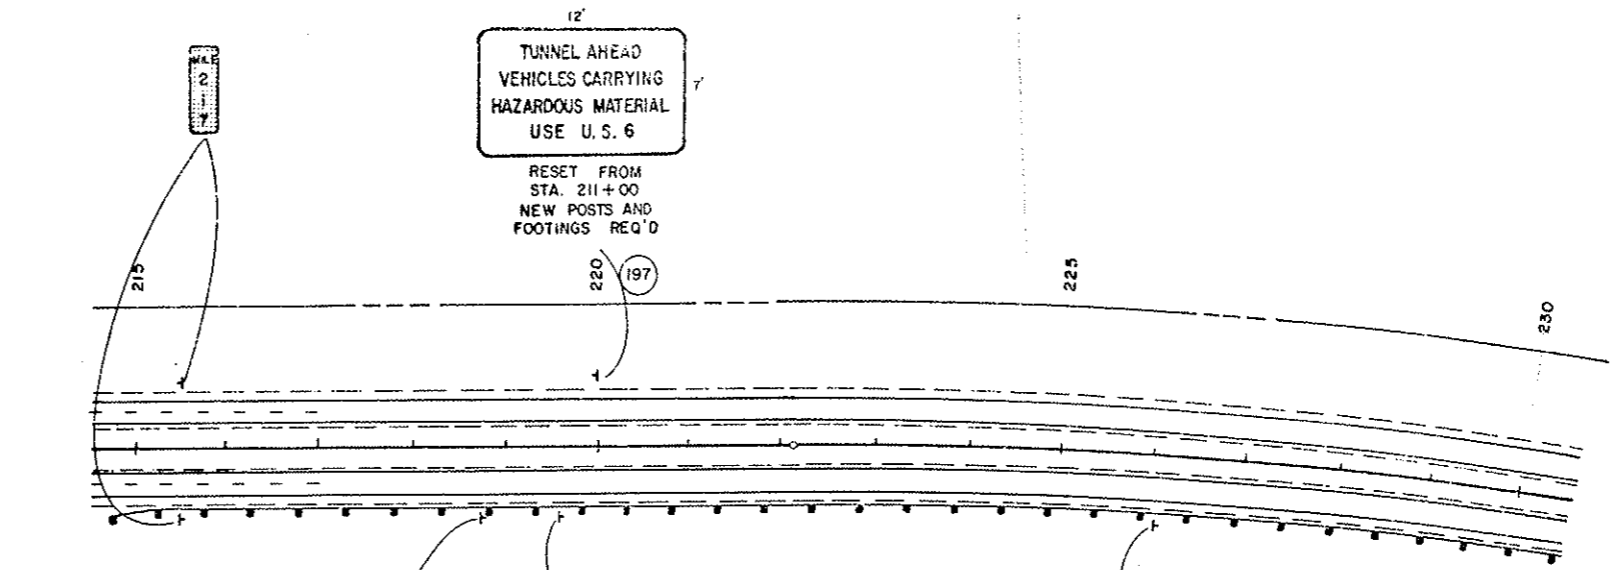 12'
MILE
2
1
7
TUNNEL AHEAD
VEHICLES CARRYING
HAZARDOUS MATERIAL
USE U.S. 6
7'
RESET FROM
STA. 211+00
NEW POSTS AND
FOOTINGS REQ'D
215
220
197
225
230